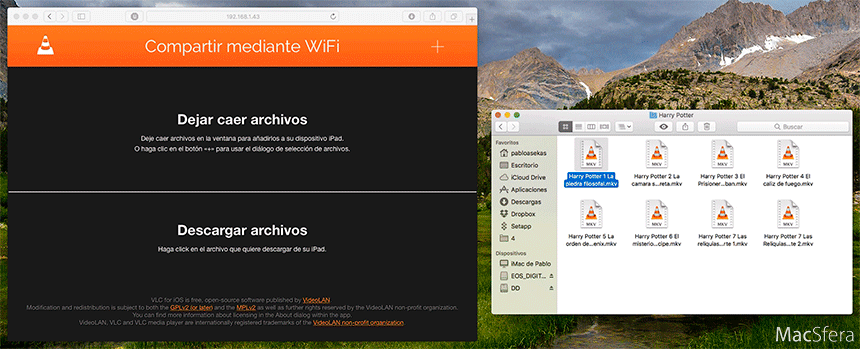 192.168.1.43
Compartir mediante WiFi
Dejar caer archivos
Deje caer archivos en la ventana para añadirlos a su dispositivo iPad.
O haga clic en el botón «+» para usar el diálogo de selección de archivos.
Descargar archivos
Haga click en el archivo que quiere descargar de su iPad.
VLC for iOS is free, open-source software published by VideoLAN
Modification and redistribution is subject to both the GPLv2 (or later) and the MPLv2 as well as further rights reserved by the VideoLAN non-profit organization.
You can find more information about licensing in the About dialog within the app.
VideoLAN, VLC and VLC media player are internationally registered trademarks of the VideoLAN non-profit organization
Harry Potter
Buscar
Favoritos
pabloasekas
Escritorio
iCloud Drive
Aplicaciones
Descargas
Dropbox
Setapp
4
Dispositivos
iMac de Pablo
EOS_DIGIT...
DD
Harry Potter 1 La
piedra filosofal.mkv
Harry Potter 2 La
camara s...reta.mkv
Harry Potter 3 El
Prisioner...ban.mkv
Harry Potter 4 El
caliz de fuego.mkv
Harry Potter 5 La
orden de...enix.mkv
Harry Potter 6 El
misterio...cipe.mkv
Harry Potter 7 Las
reliquias...rte 1.mkv
Harry Potter 7 Las
Reliquias...rte 2.mkv
MacSfera